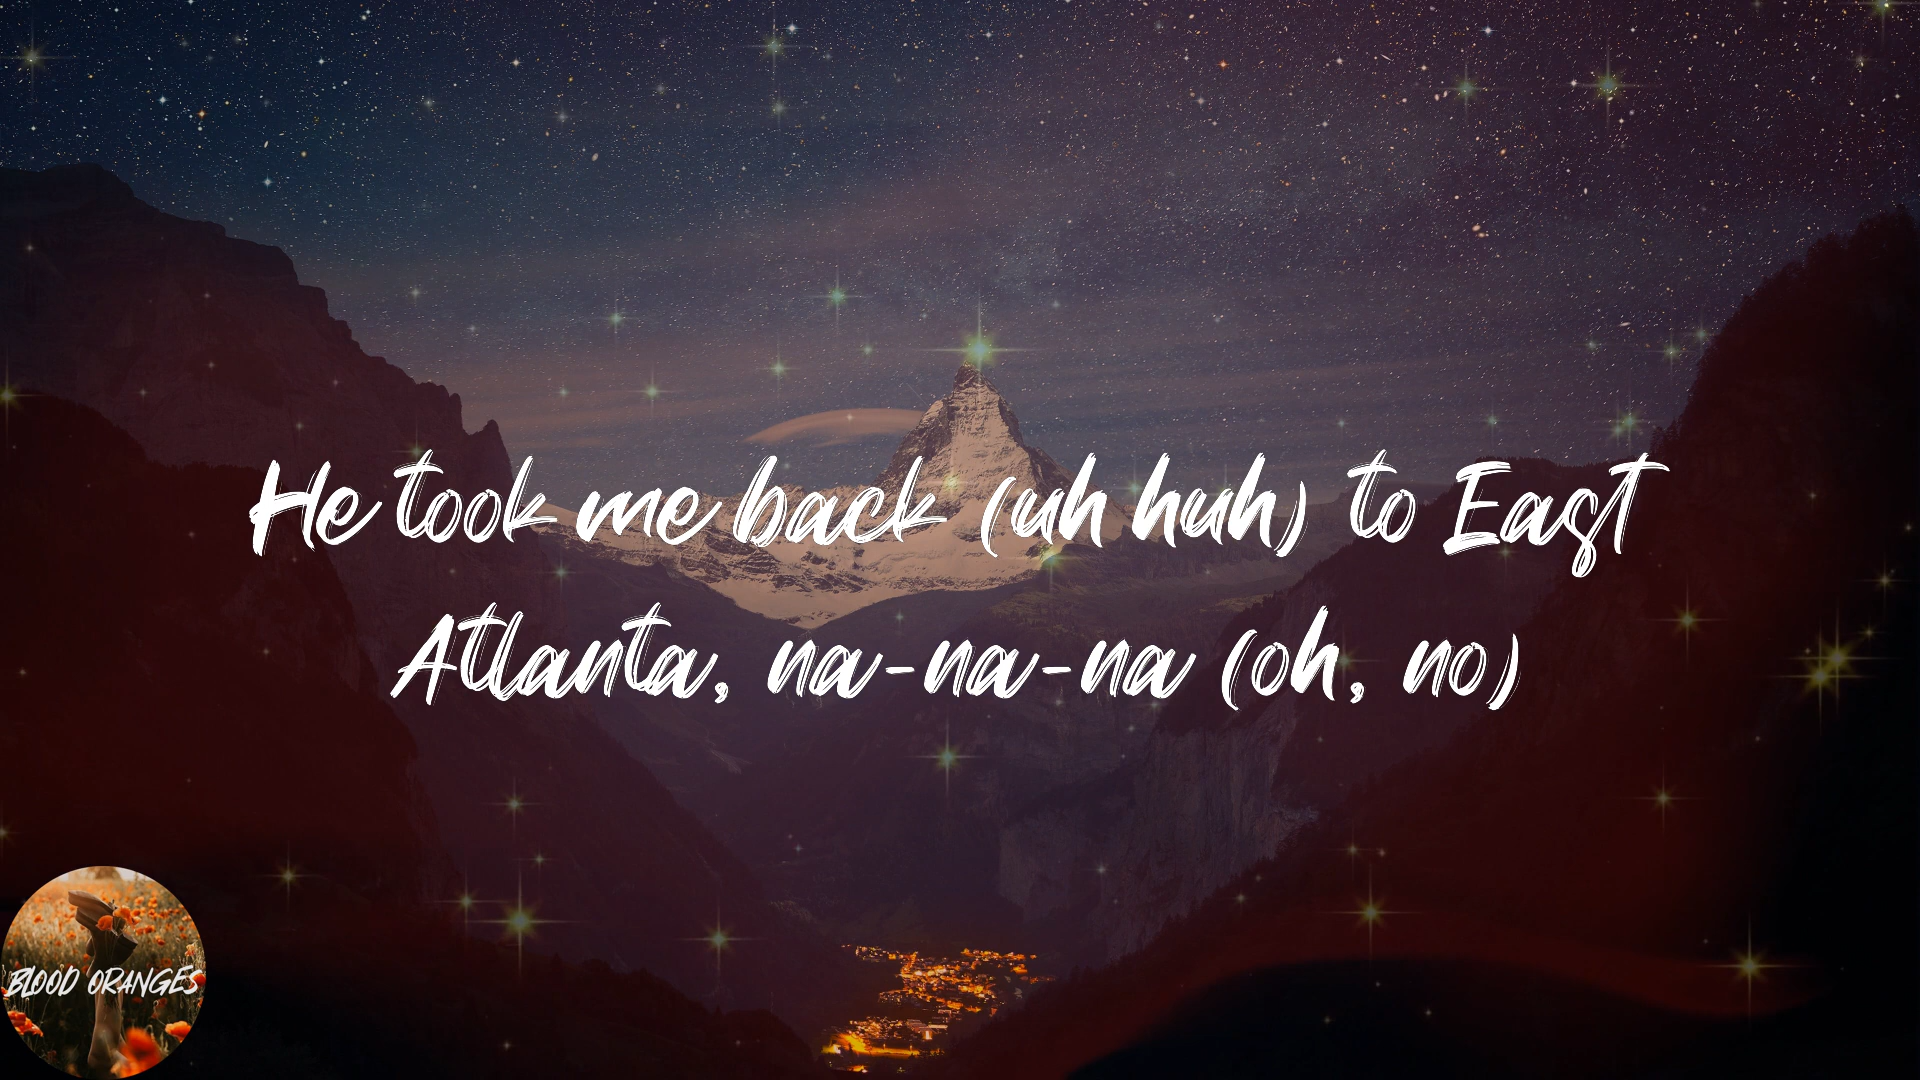 He took me back (uh huh) to East
Atlanta, na-na-na (oh, no)
BLOOD ORANGES